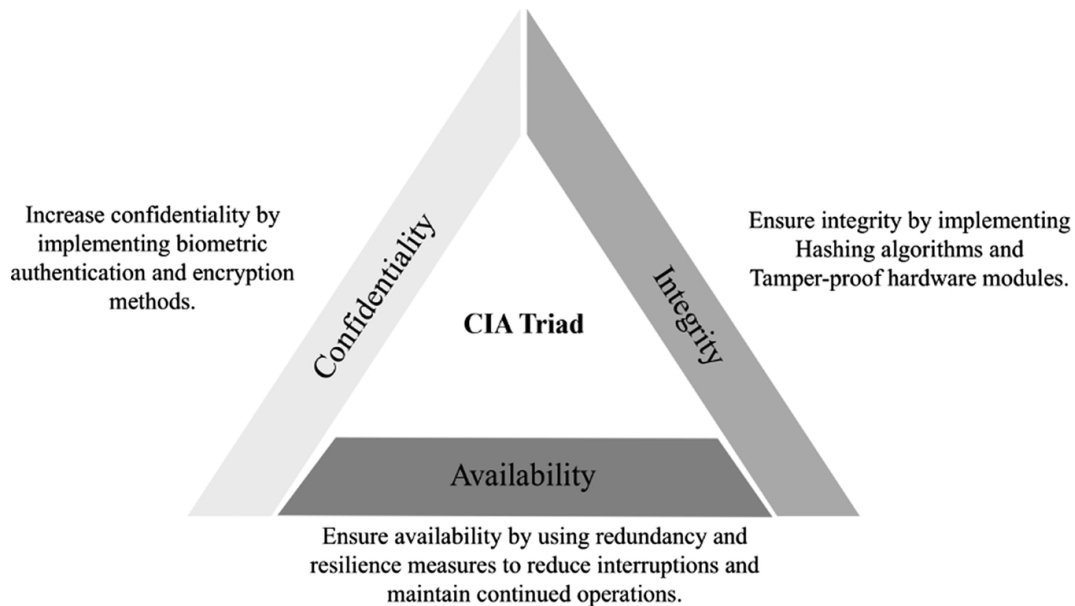 Increase confidentiality by
implementing biometric
authentication and encryption
methods.
Confidentiality
CIA Triad
Integrity
Ensure integrity by implementing
Hashing algorithms and
Tamper-proof hardware modules.
Availability
Ensure availability by using redundancy and
resilience measures to reduce interruptions and
maintain continued operations.